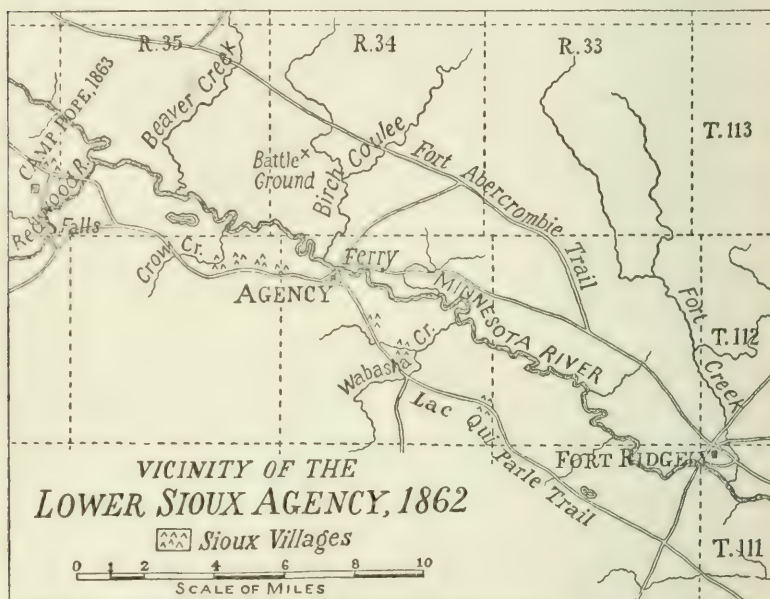 R.35
R.34
R.33
CAMP POPE, 1863
Beaver Creek
T.113
Battle
Ground
Birch Coulee
Fort Abercrombie Trail
Redwood R.
Falls
Crow Cr.
Ferry
AGENCY
MINNESOTA RIVER
Fort Creek
T.112
Wabasha Cr.
Lac Qui Parle Trail
FORT RIDGELY
VICINITY OF THE
LOWER SIOUX AGENCY, 1862
Sioux Villages
0 1 2 4 6 8 10
SCALE OF MILES
T.111